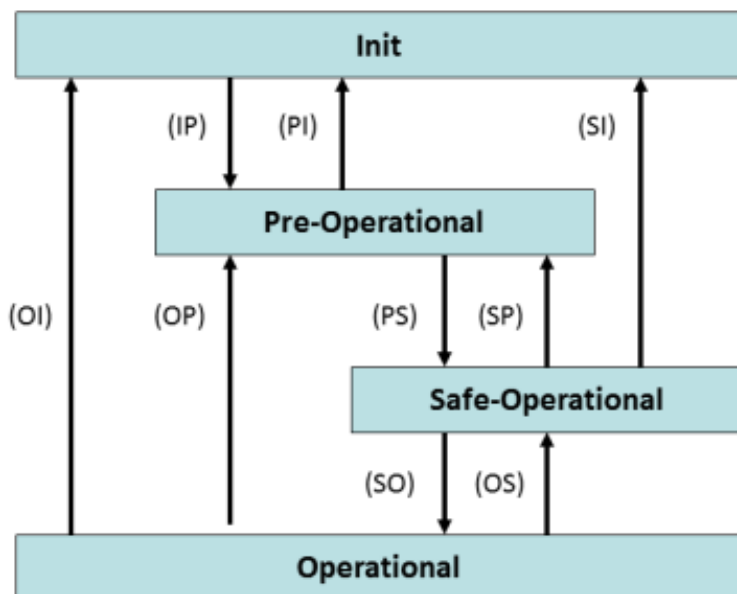 Init
(IP) (PI) (SI)
Pre-Operational
(OI) (OP) (PS) (SP)
Safe-Operational
(SO) (OS)
Operational